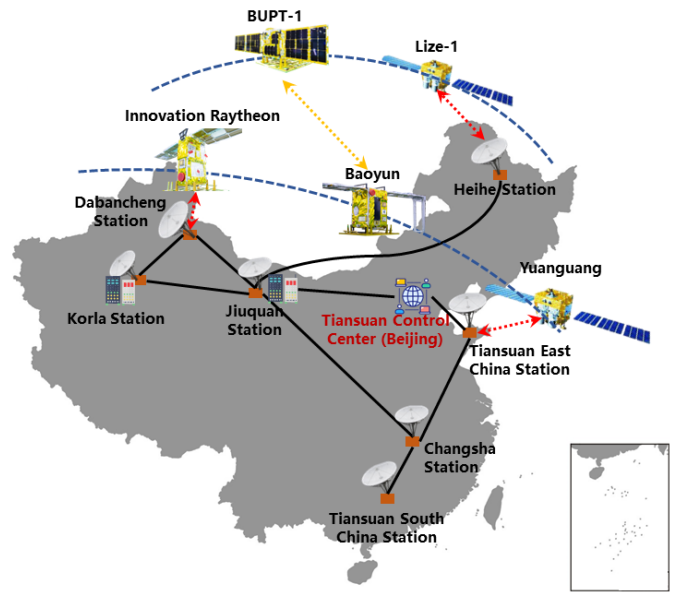 BUPT-1
Lize-1
Innovation Raytheon
Baoyun
Heihe Station
Dabancheng
Station
Yuanguang
Korla Station
Jiuquan
Station
Tiansuan Control
Center (Beijing)
Tiansuan East
China Station
Changsha
Station
Tiansuan South
China Station